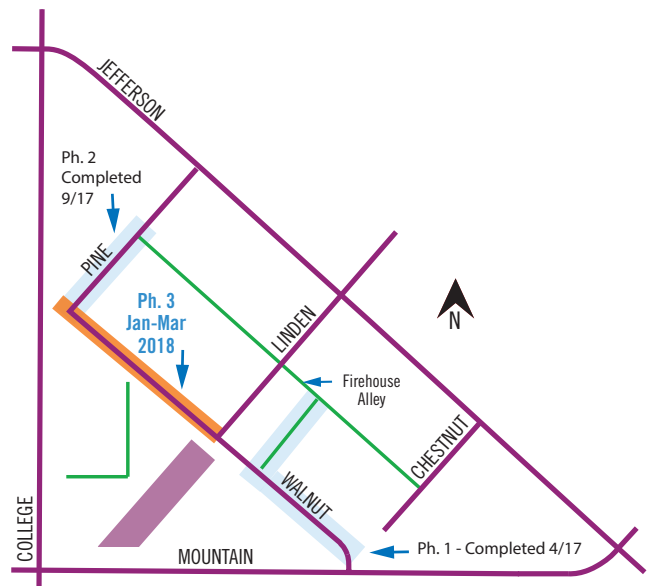 JEFFERSON
Ph. 2
Completed
9/17
PINE
Ph. 3
Jan-Mar
2018
LINDEN
N
Firehouse
Alley
CHESTNUT
WALNUT
COLLEGE
Ph. 1 - Completed 4/17
MOUNTAIN